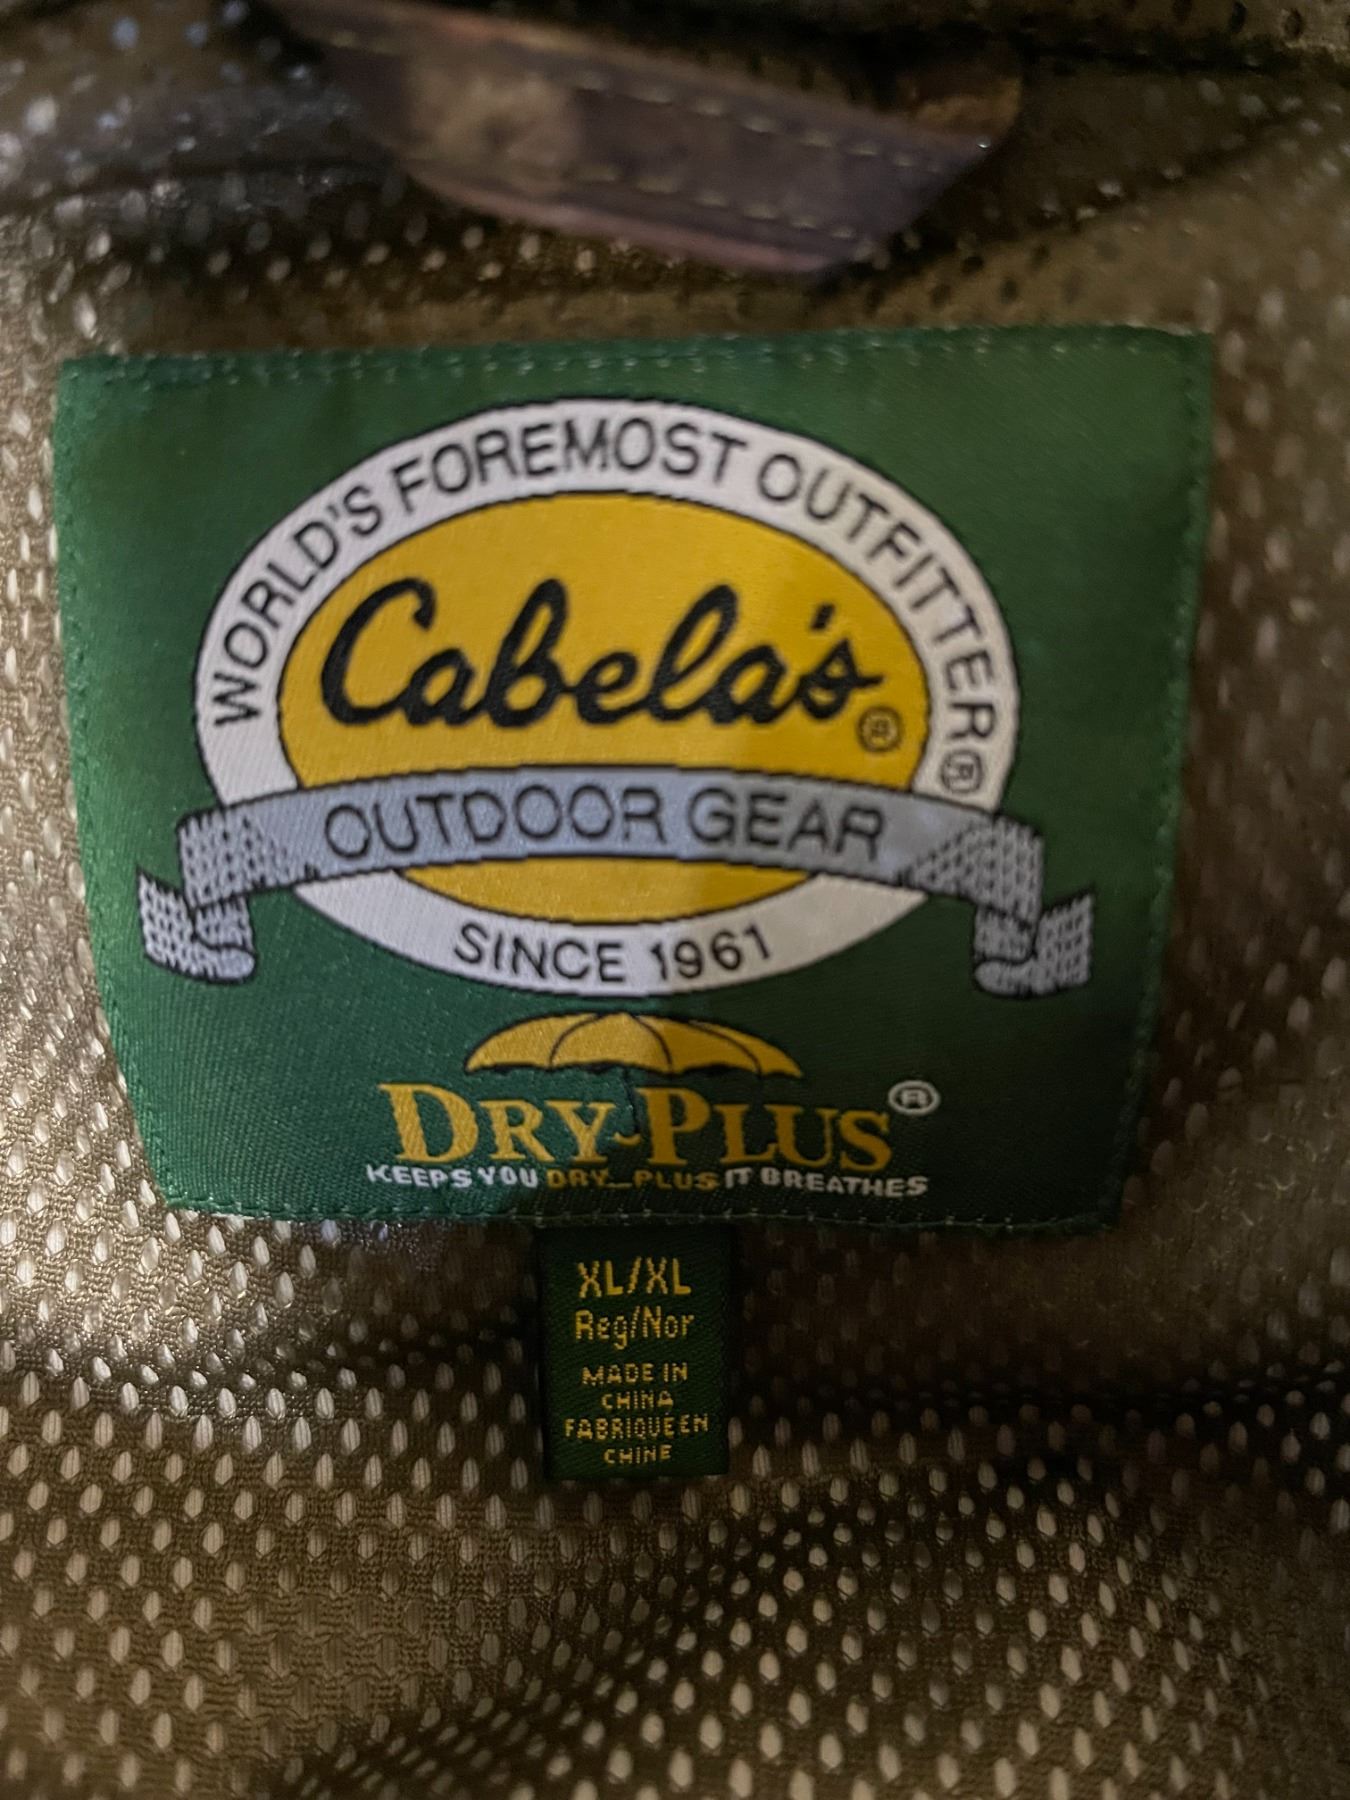 WORLD'S FOREMOST OUTFITTER®
Cabela's®
OUTDOOR GEAR
SINCE 1961
DRY-PLUS®
KEEPS YOU DRY_PLUS IT BREATHES
XL/XL
Reg/Nor
MADE IN
CHINA
FABRIQUE EN
CHINE